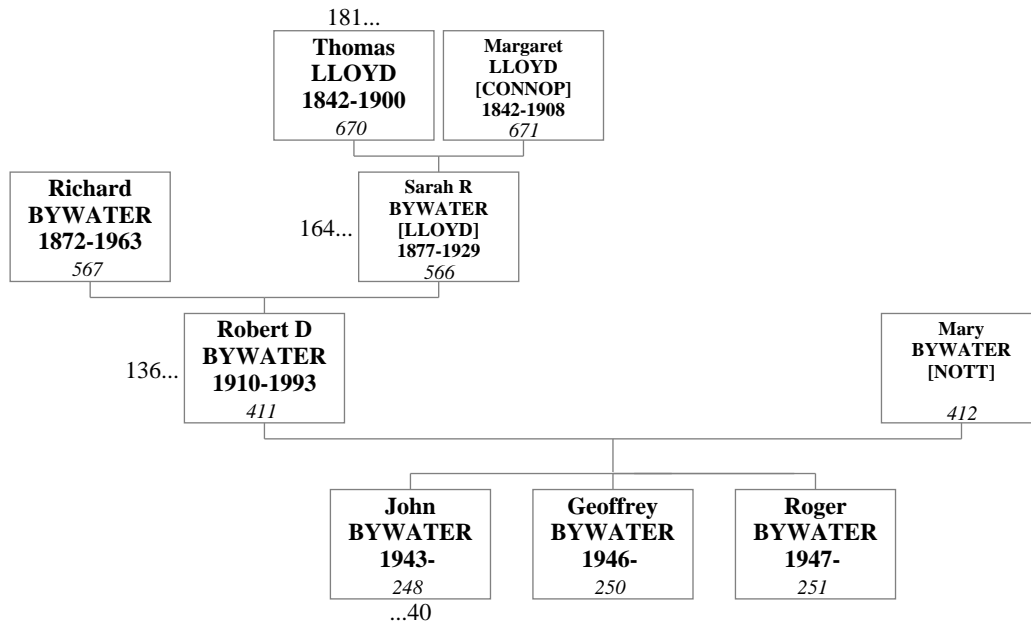 181...
Thomas
LLOYD
1842-1900
670
Margaret
LLOYD
[CONNOP]
1842-1908
671
Richard
BYWATER
1872-1963
567
164...
Sarah R
BYWATER
[LLOYD]
1877-1929
566
136...
Robert D
BYWATER
1910-1993
411
Mary
BYWATER
[NOTT]
412
John
BYWATER
1943-
248
...40
Geoffrey
BYWATER
1946-
250
Roger
BYWATER
1947-
251